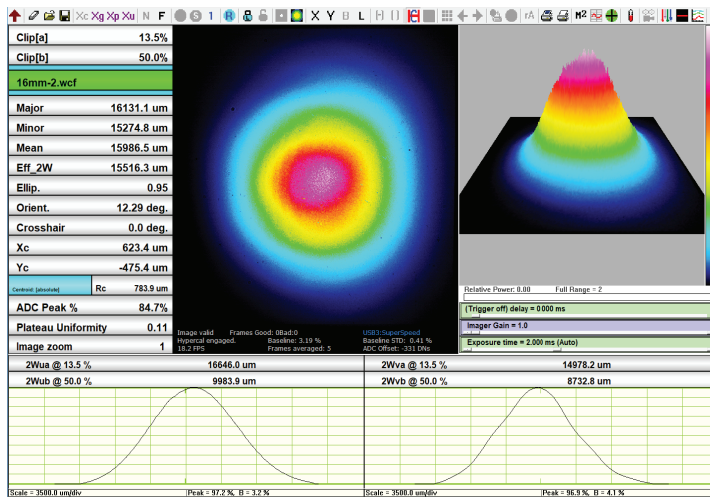 Xc Xg Xp Xu N F S 1 R X Y B L rA M²
Clip[a] 13.5%
Clip[b] 50.0%
16mm-2.wcf
Major 16131.1 um
Minor 15274.8 um
Mean 15986.5 um
Eff_2W 15516.3 um
Ellip. 0.95
Orient. 12.29 deg.
Crosshair 0.0 deg.
Xc 623.4 um
Yc -475.4 um
Centroid: [absolute] Rc 783.9 um
ADC Peak % 84.7%
Plateau Uniformity 0.11
Image zoom 1
Image valid Frames Good: 0Bad:0 USB3:SuperSpeed
Hypercal engaged. Baseline: 3.19 % Baseline STD: 0.41 %
18.2 FPS Frames averaged: 5 ADC Offset: -331 DNs
Relative Power: 0.00 Full Range = 2
(Trigger off) delay = 0.000 ms
Imager Gain = 1.0
Exposure time = 2.000 ms (Auto)
2Wua @ 13.5 % 16646.0 um
2Wub @ 50.0 % 9983.9 um
2Wva @ 13.5 % 14978.2 um
2Wvb @ 50.0 % 8732.8 um
Scale = 3500.0 um/div Peak = 97.2 %, B = 3.2 %
Scale = 3500.0 um/div Peak = 96.9 %, B = 4.1 %